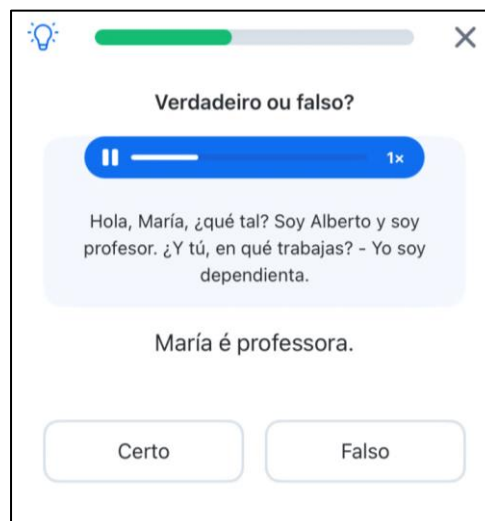 Verdadeiro ou falso?
1×
Hola, María, ¿qué tal? Soy Alberto y soy
profesor. ¿Y tú, en qué trabajas? - Yo soy
dependienta.
María é professora.
Certo
Falso